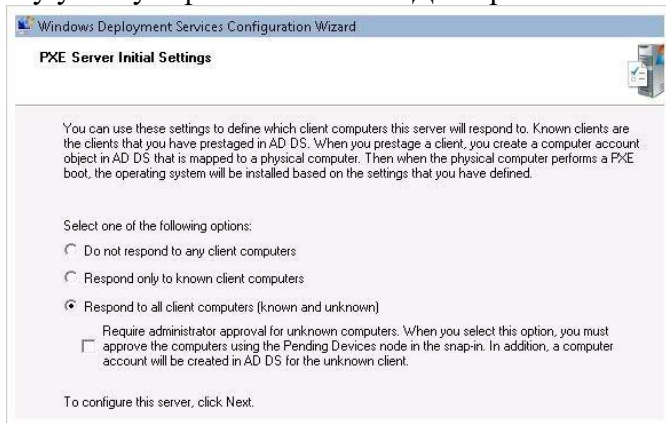 Windows Deployment Services Configuration Wizard
PXE Server Initial Settings
You can use these settings to define which client computers this server will respond to. Known clients are
the clients that you have prestaged in AD DS. When you prestage a client, you create a computer account
object in AD DS that is mapped to a physical computer. Then when the physical computer performs a PXE
boot, the operating system will be installed based on the settings that you have defined.
Select one of the following options:
Do not respond to any client computers
Respond only to known client computers
Respond to all client computers (known and unknown)
Require administrator approval for unknown computers. When you select this option, you must
approve the computers using the Pending Devices node in the snap-in. In addition, a computer
account will be created in AD DS for the unknown client.
To configure this server, click Next.